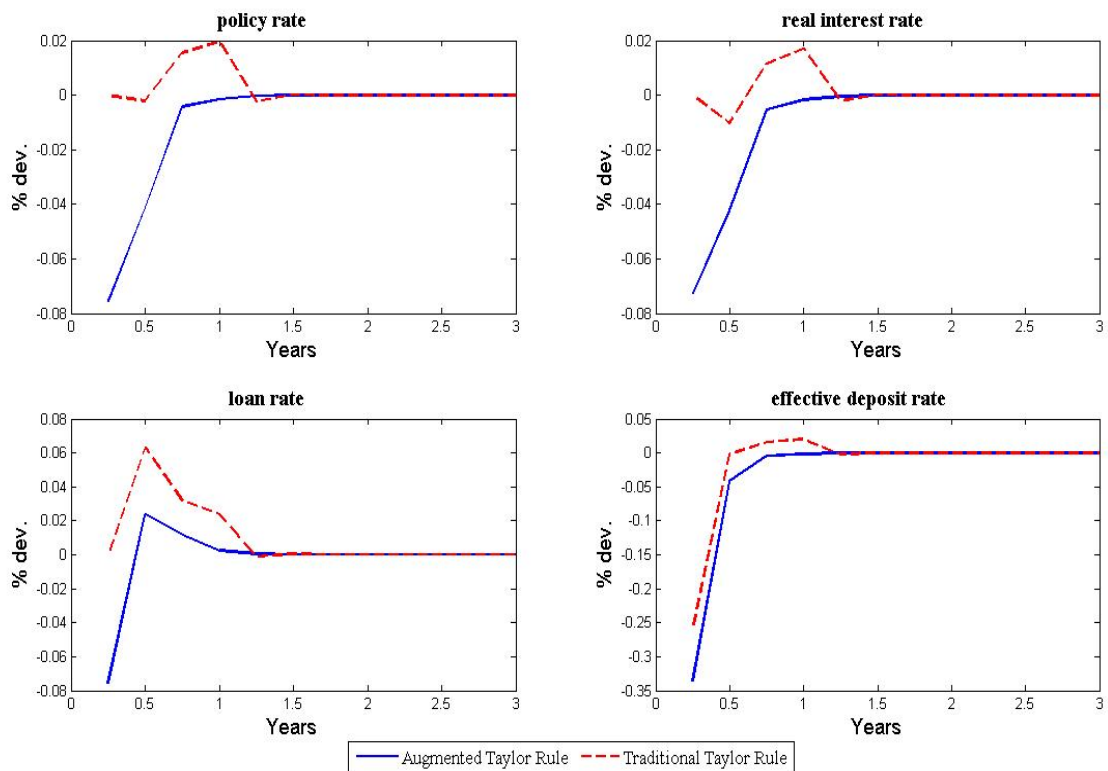 policy rate
0.02
0
-0.02
-0.04
-0.06
-0.08
% dev.
0 0.5 1 1.5 2 2.5 3
Years
real interest rate
0.02
0
-0.02
-0.04
-0.06
-0.08
% dev.
0 0.5 1 1.5 2 2.5 3
Years
loan rate
0.08
0.06
0.04
0.02
0
-0.02
-0.04
-0.06
-0.08
% dev.
0 0.5 1 1.5 2 2.5 3
Years
effective deposit rate
0.05
0
-0.05
-0.1
-0.15
-0.2
-0.25
-0.3
-0.35
% dev.
0 0.5 1 1.5 2 2.5 3
Years
Augmented Taylor Rule Traditional Taylor Rule